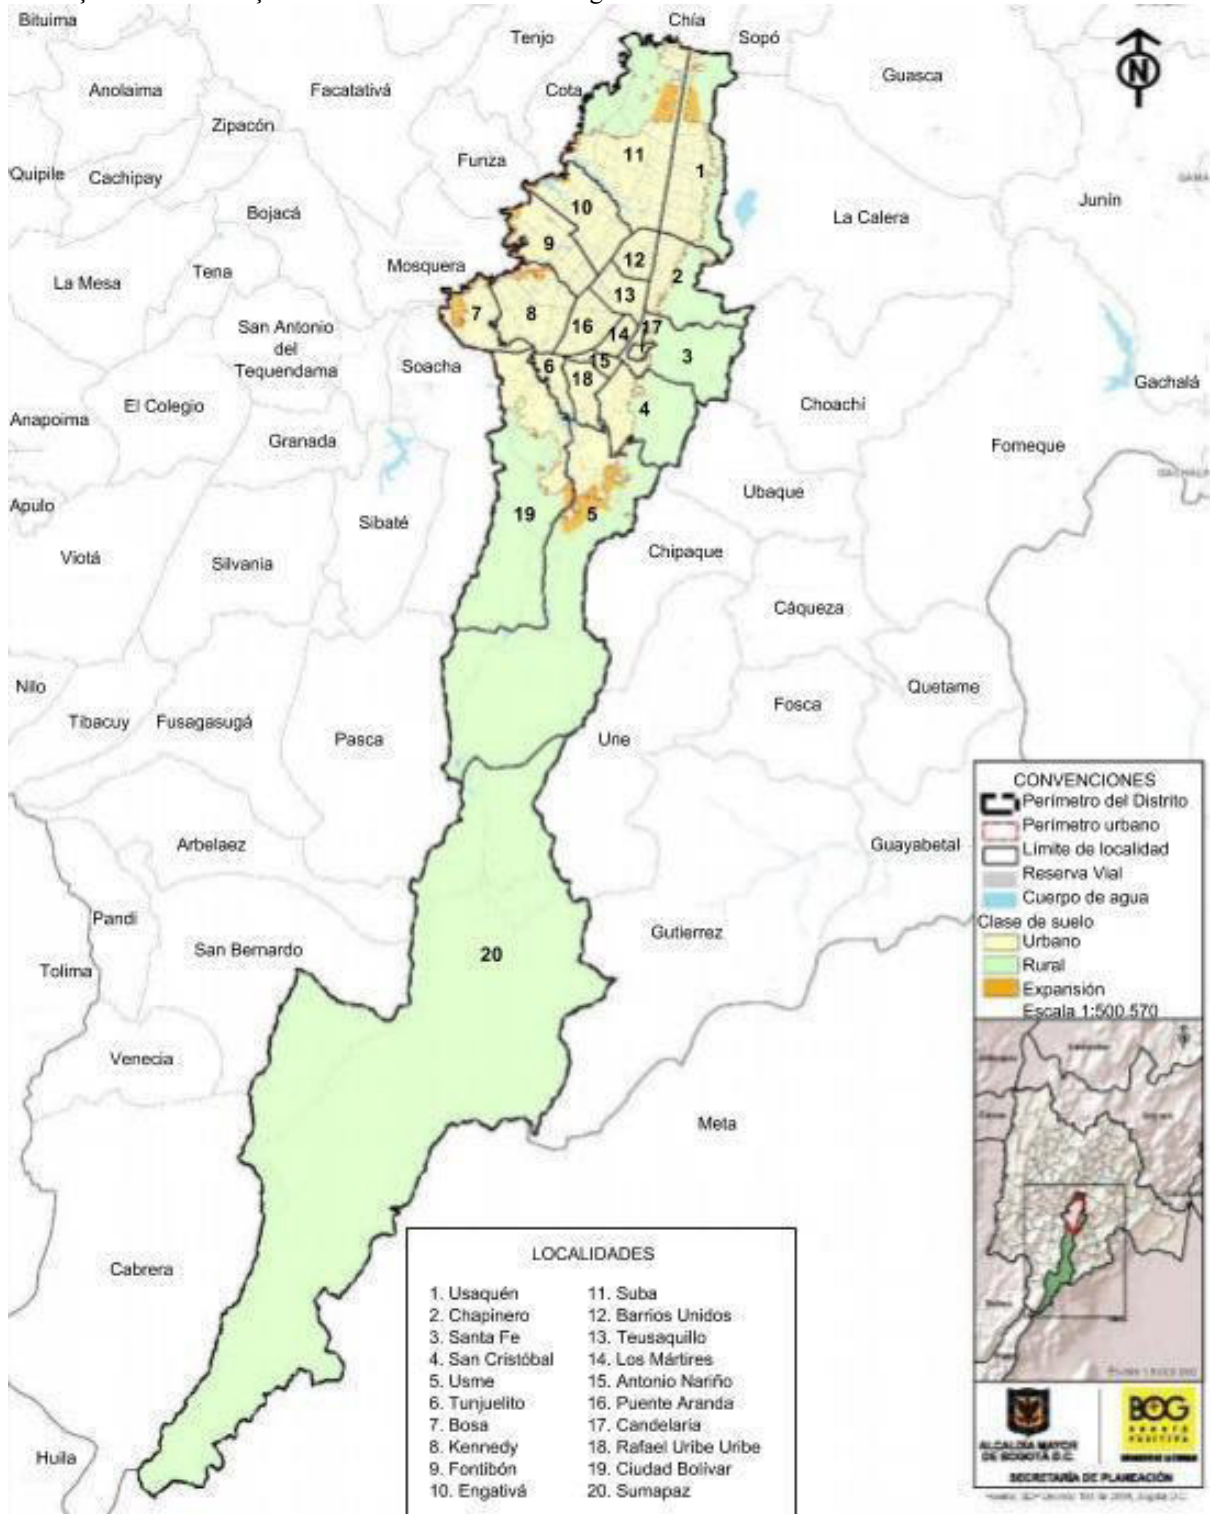 Bituima
Chía
Tenjo
Sopó
Guasca
Anolaima
Facatativá
Cota
N
Zipacón
11
Funza
1
Quipile
Cachipay
Junín
10
Bojacá
La Calera
9
12
Mosquera
Tena
2
La Mesa
13
7
8
16
17
San Antonio
del
Tequendama
14
3
Soacha
6
15
18
Gachalá
El Colegio
4
Choachí
Anapoima
Granada
Fomeque
Ubaque
Apulo
19
5
Sibaté
Viotá
Silvania
Chipaque
Cáqueza
Nilo
Quetame
Fosca
Tibacuy
Fusagasugá
Pasca
Une
Arbelaez
Guayabetal
Pandi
Gutierrez
San Bernardo
20
Tolima
Venecia
Meta
Cabrera
Huila
CONVENCIONES
Perímetro del Distrito
Perímetro urbano
Límite de localidad
Reserva Vial
Cuerpo de agua
Clase de suelo
Urbano
Rural
Expansión
Escala 1:500.570
LOCALIDADES
1. Usaquén
2. Chapinero
3. Santa Fe
4. San Cristóbal
5. Usme
6. Tunjuelito
7. Bosa
8. Kennedy
9. Fontibón
10. Engativá
11. Suba
12. Barrios Unidos
13. Teusaquillo
14. Los Mártires
15. Antonio Nariño
16. Puente Aranda
17. Candelaria
18. Rafael Uribe Uribe
19. Ciudad Bolívar
20. Sumapaz
ALCALDIA MAYOR
DE BOGOTÁ D.C.
BOG
BOGOTÁ
POSITIVA
SECRETARÍA DE PLANEACIÓN